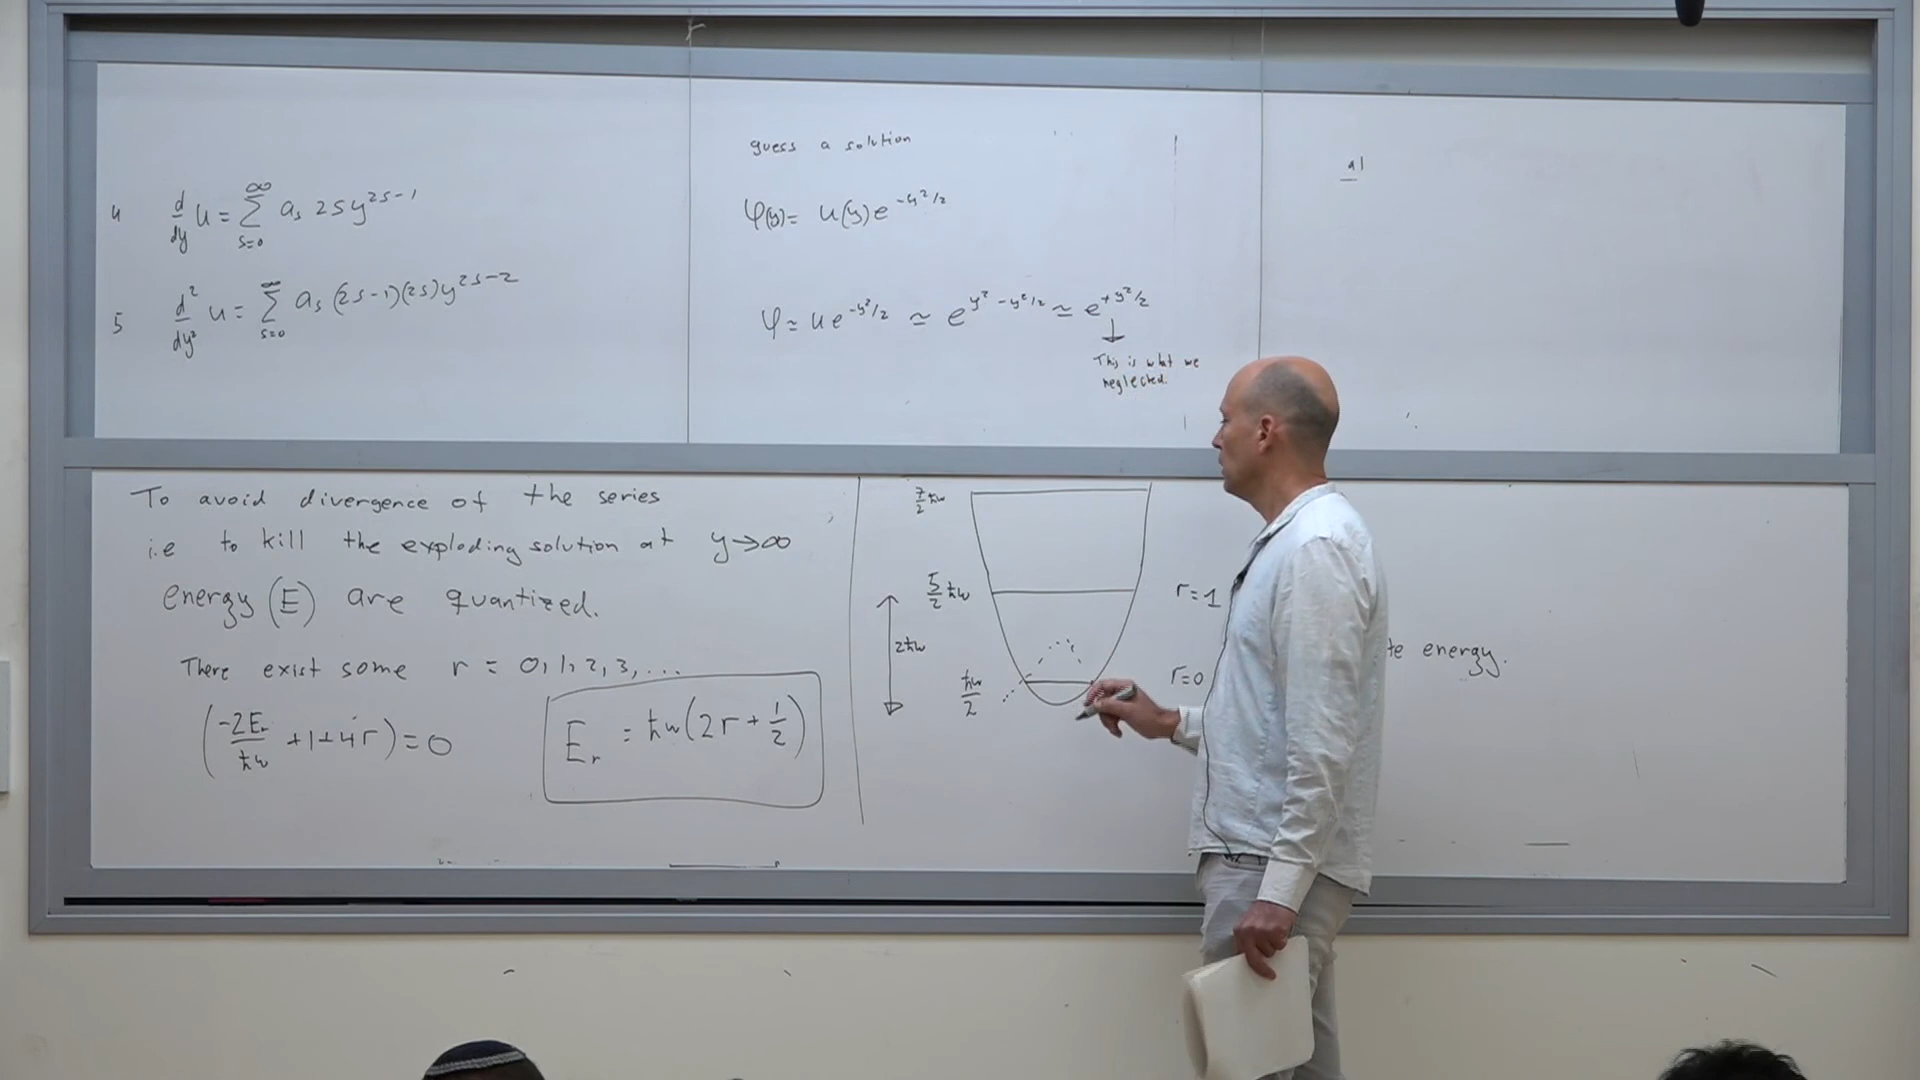 4 d/dy u = ∑_{s=0}^{∞} a_s 2s y^{2s-1}
5 d²/dy² u = ∑_{s=0}^{∞} a_s (2s-1)(2s) y^{2s-2}
guess a solution
φ(y) = u(y) e^{-y²/2}
φ ≃ u e^{-y²/2} ≃ e^{y² - y²/2} ≃ e^{+y²/2}
↓
This is what we
neglected.
al
To avoid divergence of the series
i.e to kill the exploding solution at y→∞
energy (E) are quantized.
There exist some r = 0, 1, 2, 3, ...
(-2E_r/ħω + 1 + 4r) = 0
E_r = ħω(2r + 1/2)
7/2 ħω
5/2 ħω r=1
2ħω
energy.
ħω/2 r=0